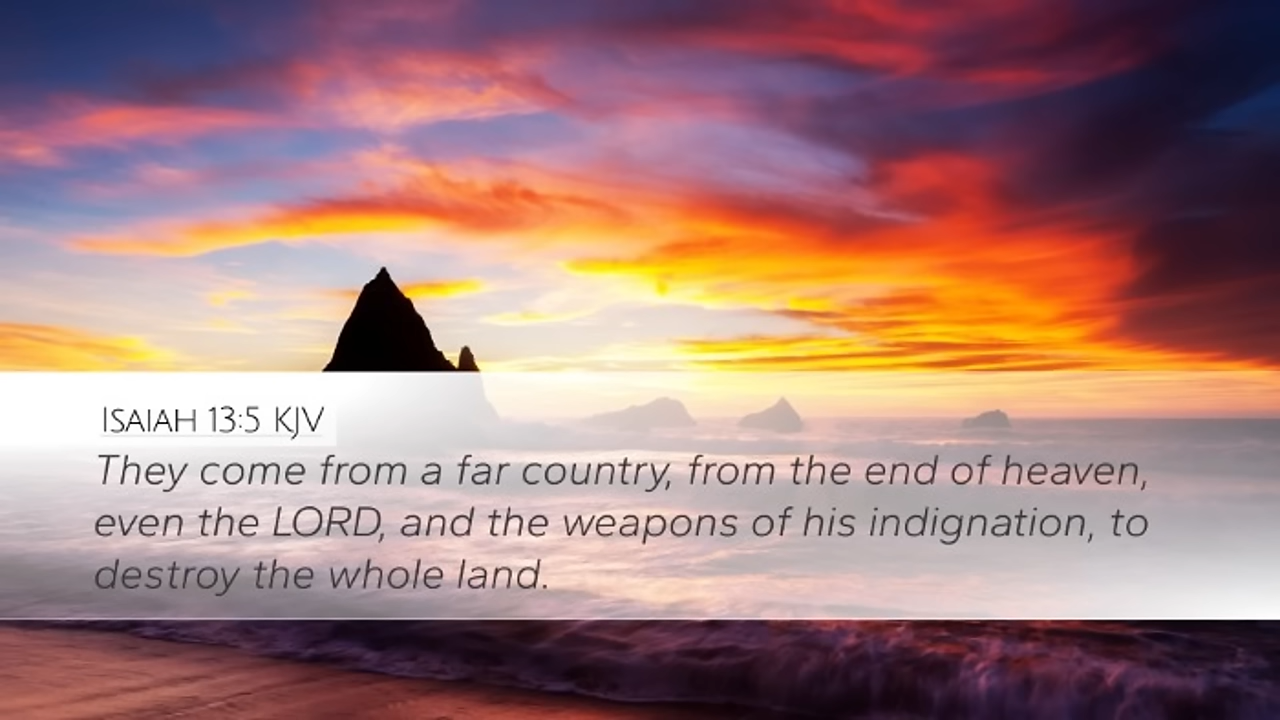 Isaiah 13:5 KJV
They come from a far country, from the end of heaven,
even the LORD, and the weapons of his indignation, to
destroy the whole land.